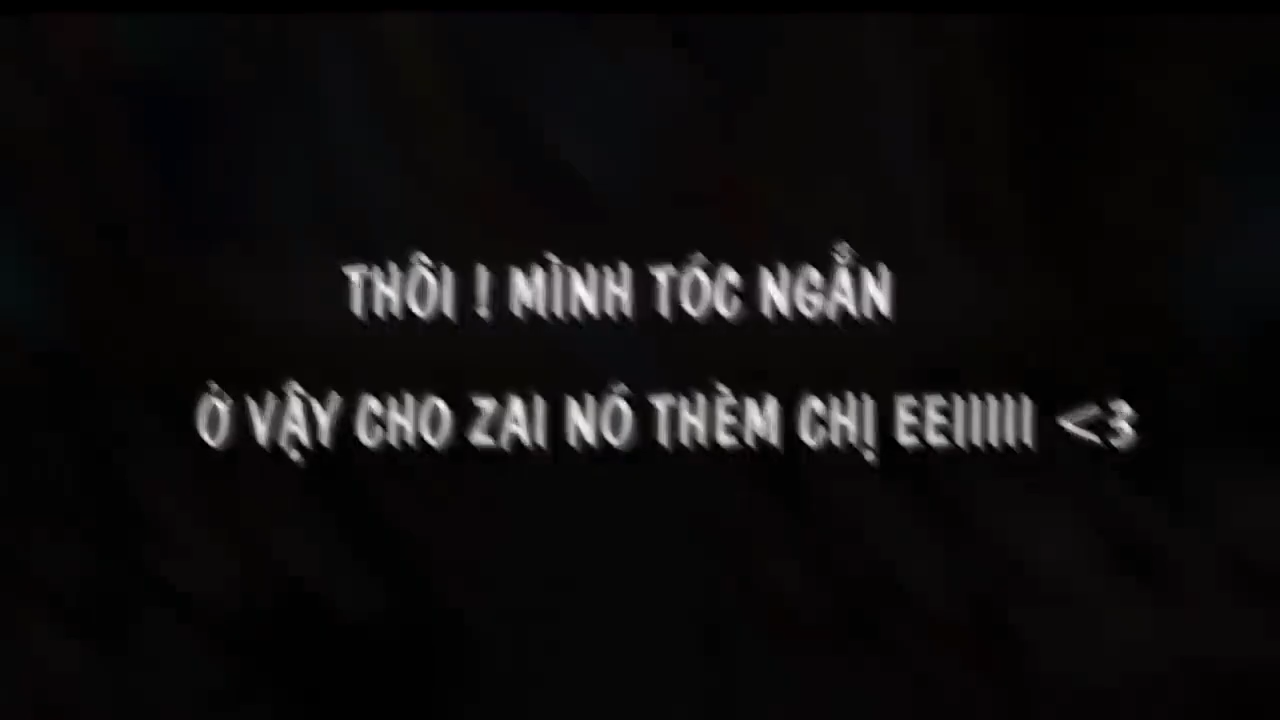 THÔI ! MÌNH TÓC NGẮN
Ở VẬY CHO ZAI NÓ THÈM CHỊ EEIIIII <3